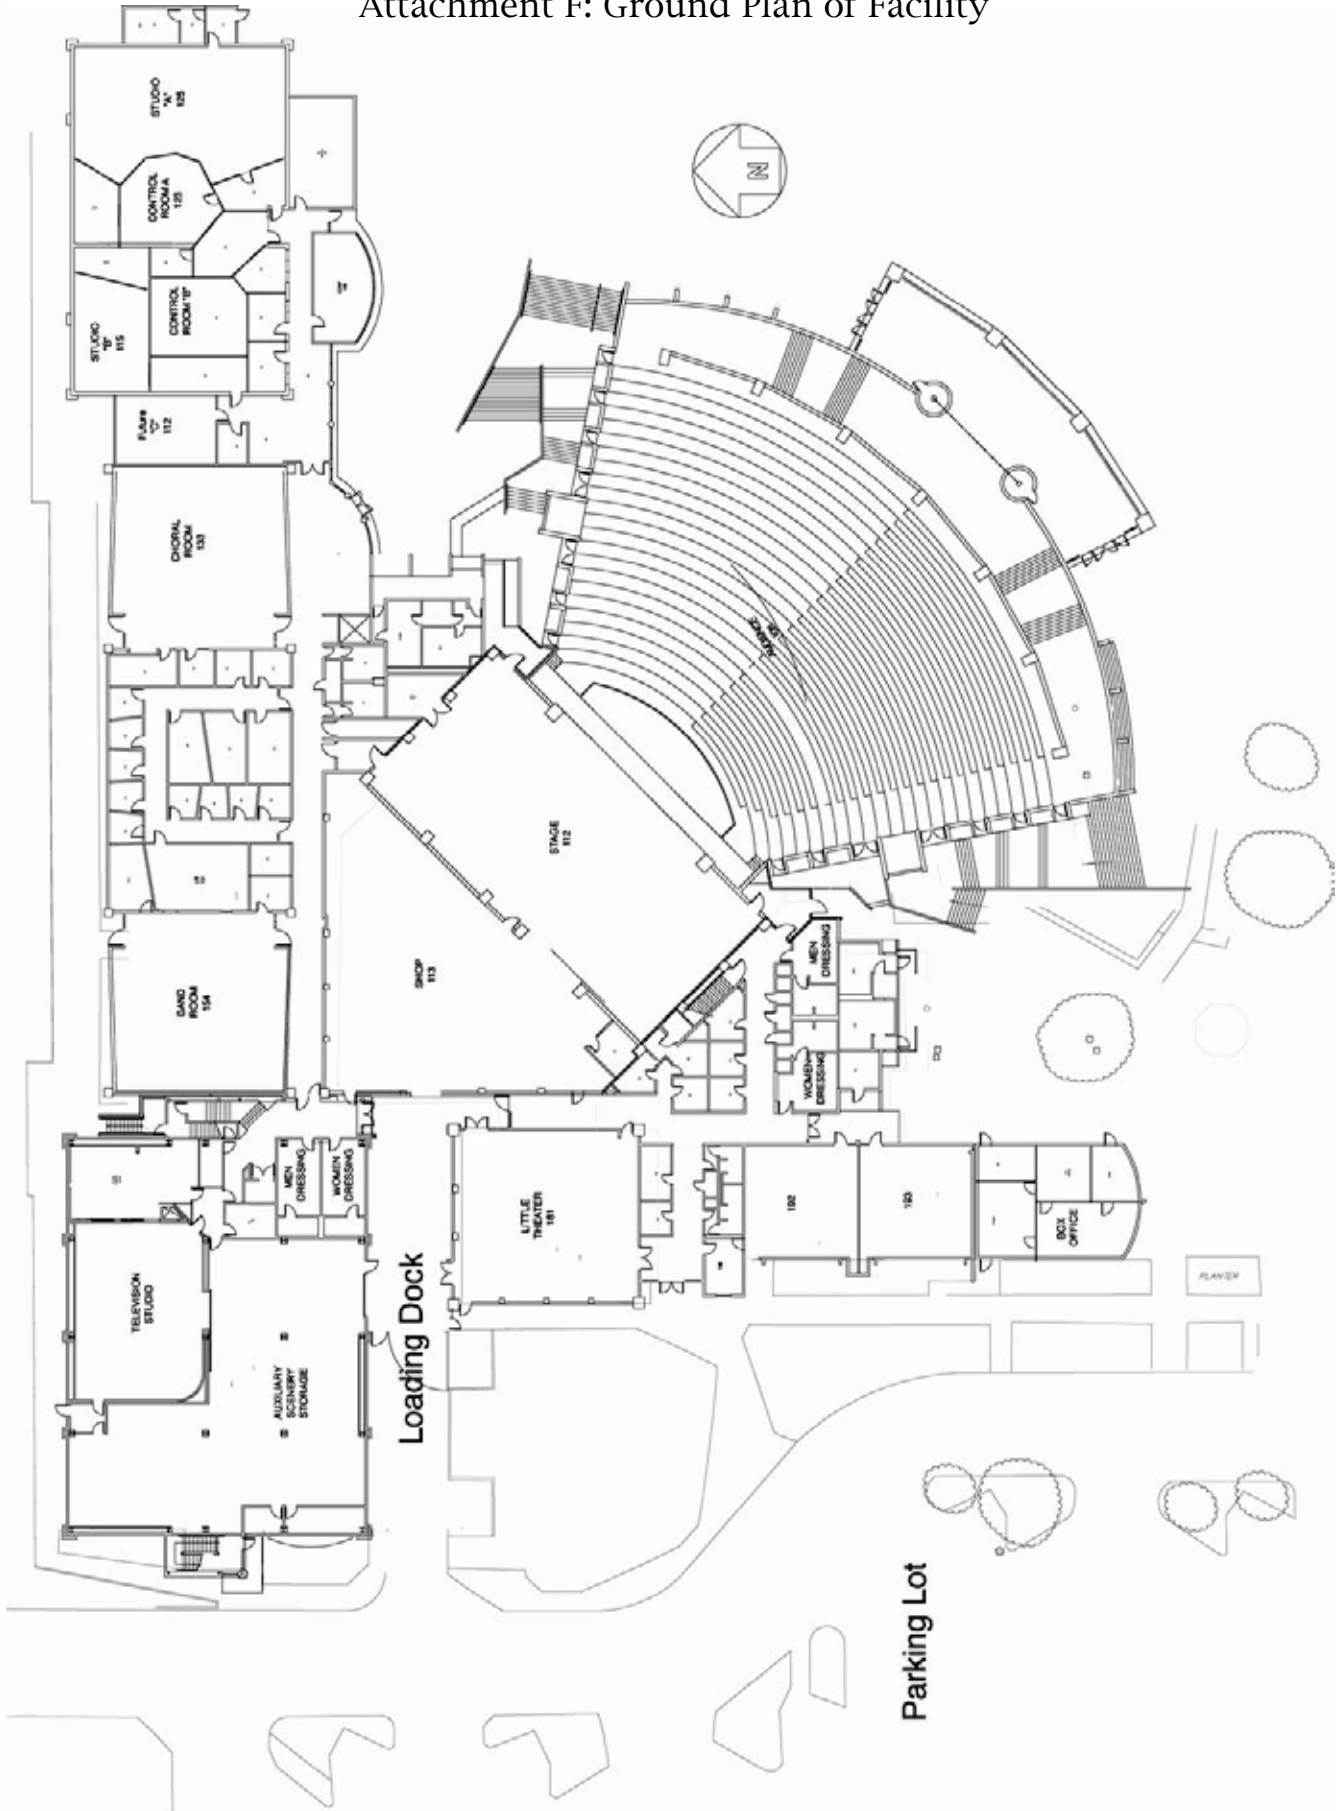 Attachment F: Ground Plan of Facility
STUDIO
"A"
125
CONTROL
ROOM A
123
N
CONTROL
ROOM "B"
STUDIO
"B"
115
Future
"C"
112
CHORAL
ROOM
133
AUDIENCE
STAGE
112
SHOP
113
BAND
ROOM
154
MEN
DRESSING
WOMEN
DRESSING
MEN
DRESSING
WOMEN
DRESSING
LITTLE
THEATER
181
192
193
BOX
OFFICE
TELEVISION
STUDIO
PLANTER
AUXILIARY
SCENERY
STORAGE
Loading Dock
Parking Lot